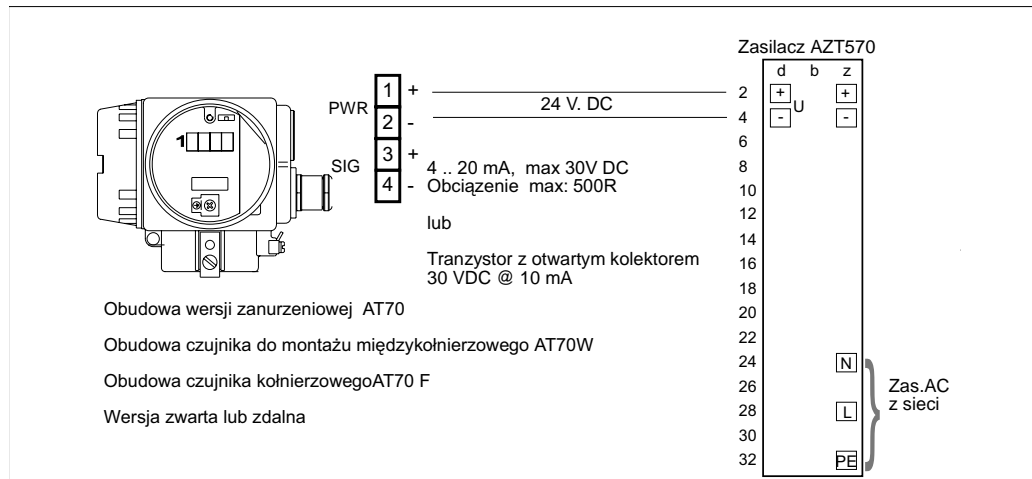 Zasilacz AZT570
d b z
PWR
1 +
2 -
SIG
3 +
4 -
24 V. DC
4 .. 20 mA, max 30V DC
Obciązenie max: 500R
lub
Tranzystor z otwartym kolektorem
30 VDC @ 10 mA
1
Obudowa wersji zanurzeniowej AT70
Obudowa czujnika do montażu międzykołnierzowego AT70W
Obudowa czujnika kołnierzowegoAT70 F
Wersja zwarta lub zdalna
2 + U +
4 - -
6
8
10
12
14
16
18
20
22
24 N
26
28 L
30
32 PE
Zas.AC
z sieci